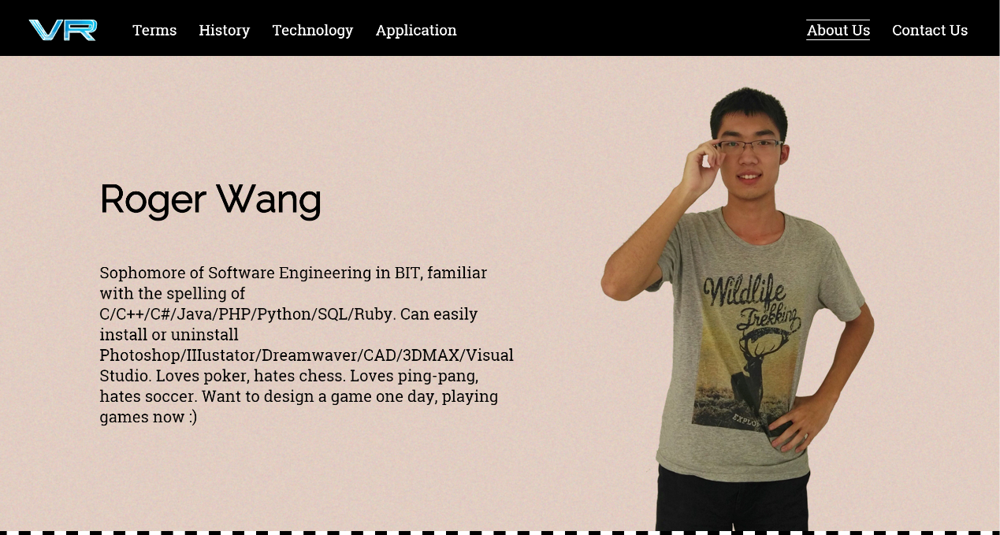 VR Terms History Technology Application About Us Contact Us
Roger Wang
Sophomore of Software Engineering in BIT, familiar
with the spelling of
C/C++/C#/Java/PHP/Python/SQL/Ruby. Can easily
install or uninstall
Photoshop/IIIustator/Dreamwaver/CAD/3DMAX/Visual
Studio. Loves poker, hates chess. Loves ping-pang,
hates soccer. Want to design a game one day, playing
games now :)
Wildlife
Trekking